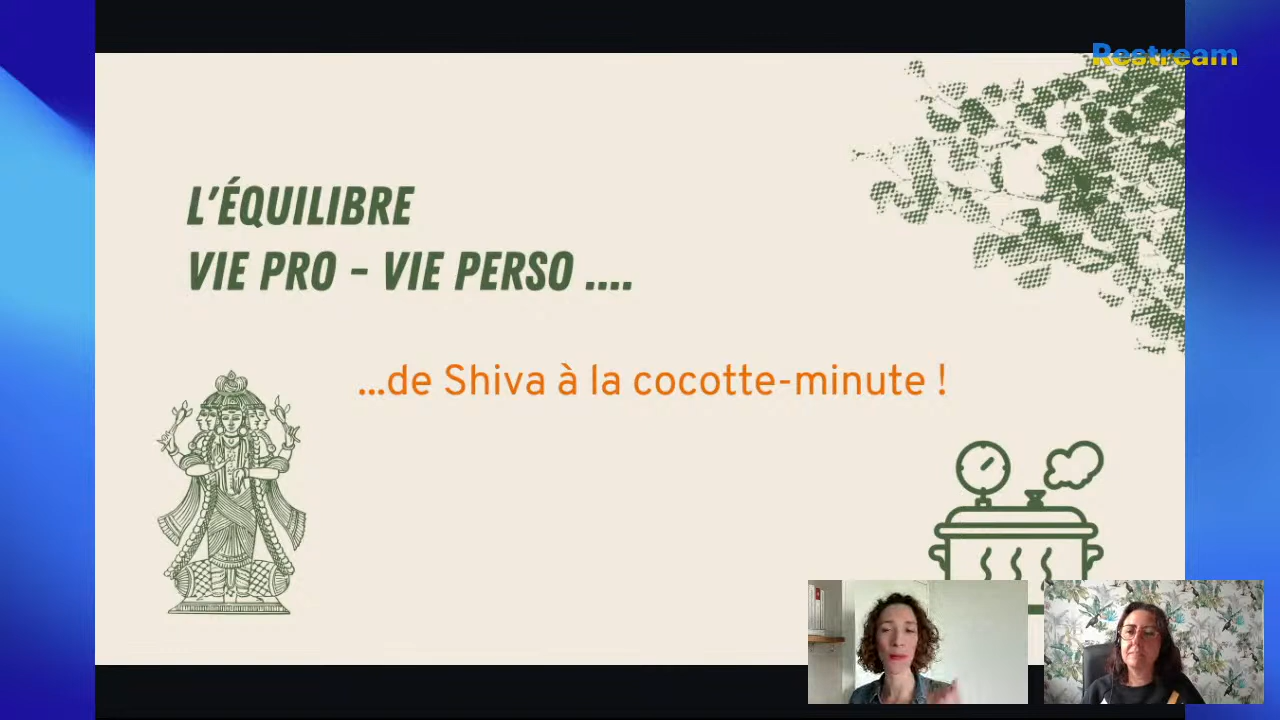 Restream
L'ÉQUILIBRE
VIE PRO - VIE PERSO ....
...de Shiva à la cocotte-minute !